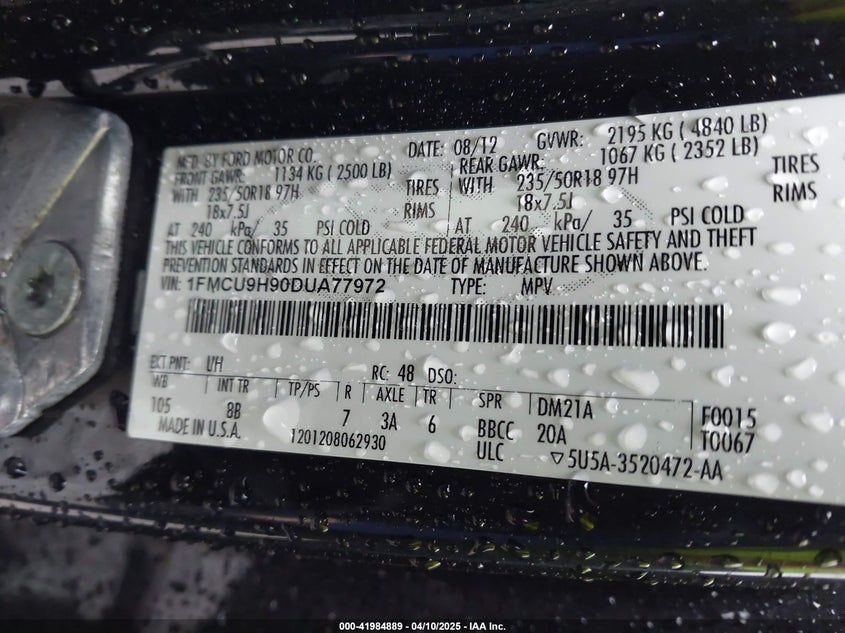 MFD. BY FORD MOTOR CO. DATE: 08/12 GVWR: 2195 KG ( 4840 LB)
FRONT GAWR: 1134 KG ( 2500 LB) REAR GAWR: 1067 KG ( 2352 LB)
WITH 235/50R18 97H TIRES WITH 235/50R18 97H TIRES
18x7.5J RIMS 18x7.5J RIMS
AT 240 kPa/ 35 PSI COLD AT 240 kPa/ 35 PSI COLD
THIS VEHICLE CONFORMS TO ALL APPLICABLE FEDERAL MOTOR VEHICLE SAFETY AND THEFT
PREVENTION STANDARDS IN EFFECT ON THE DATE OF MANUFACTURE SHOWN ABOVE.
VIN: 1FMCU9H90DUA77972 TYPE: MPV
EXT PNT: UH RC: 48 DSO:
WB INT TR TP/PS R AXLE TR SPR DM21A F0015
105 8B 7 3A 6 BBCC 20A T0067
MADE IN U.S.A. 1201208062930 ULC ▽5U5A-3520472-AA
000-41984889 - 04/10/2025 - IAA Inc.